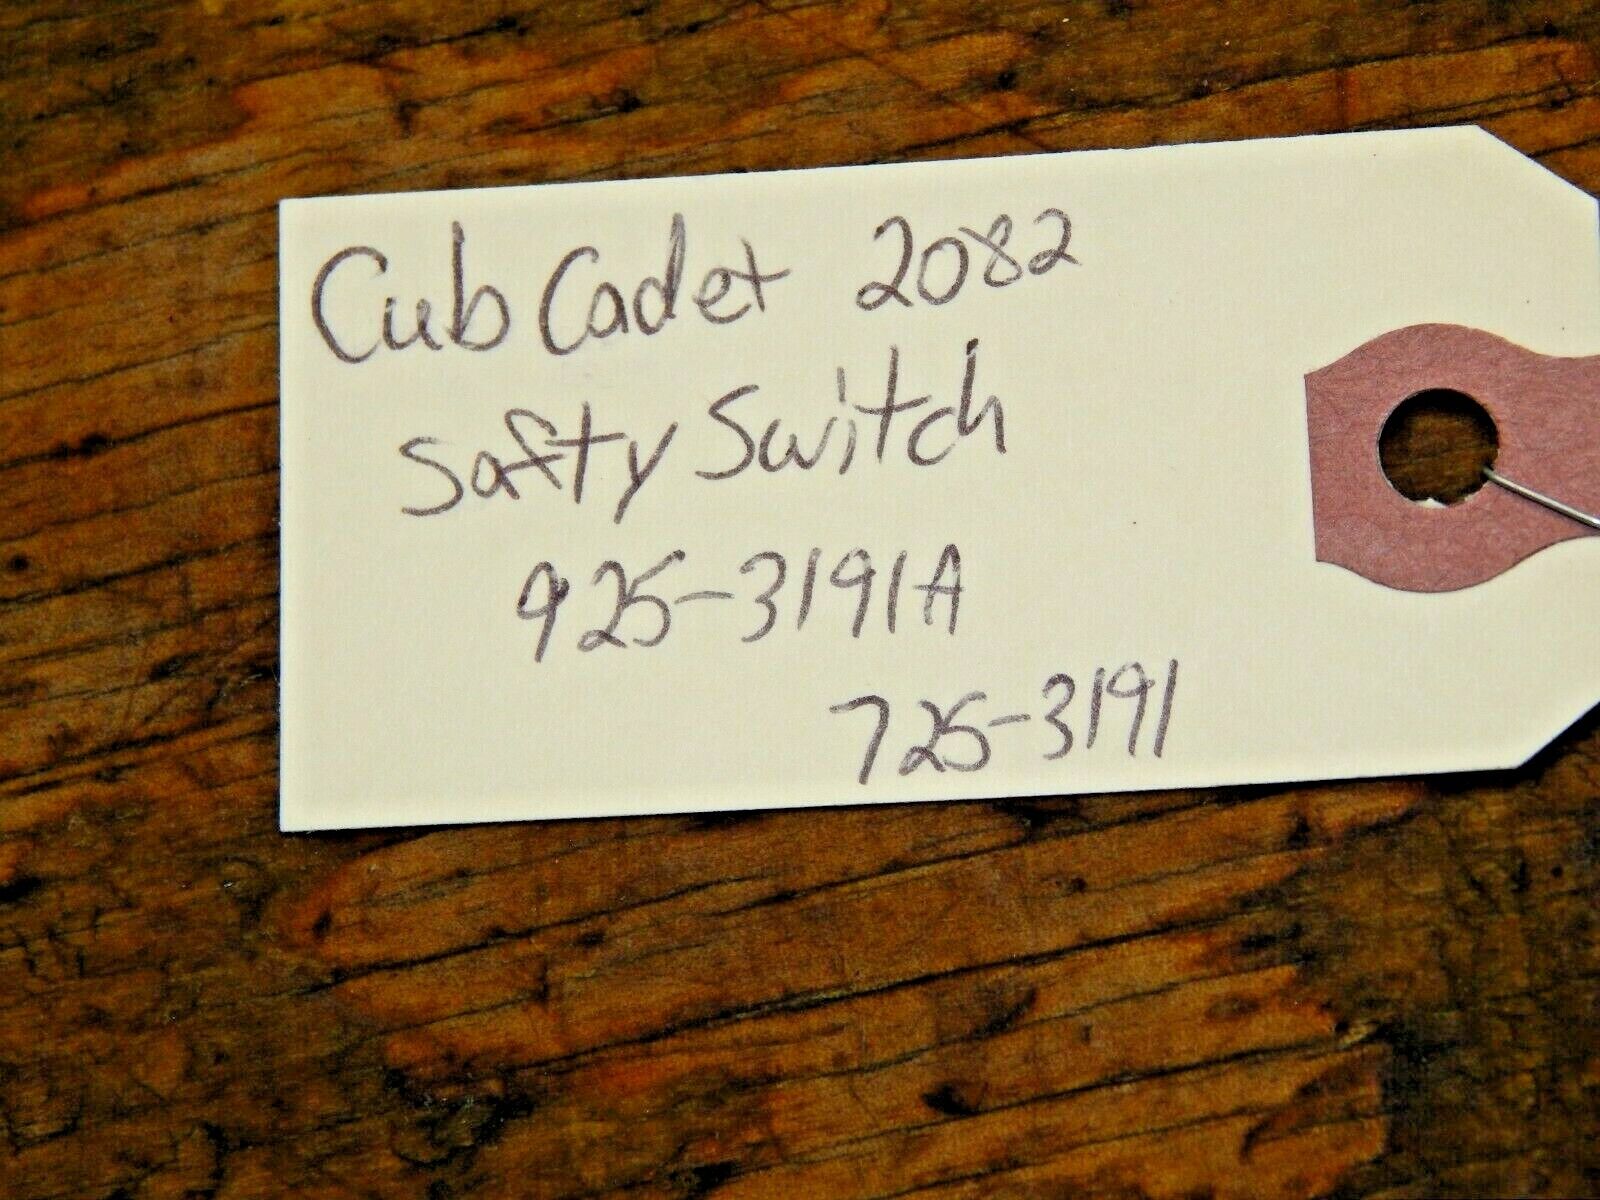 Cub Cadet 2082
Safty Switch
925-3191A
725-3191